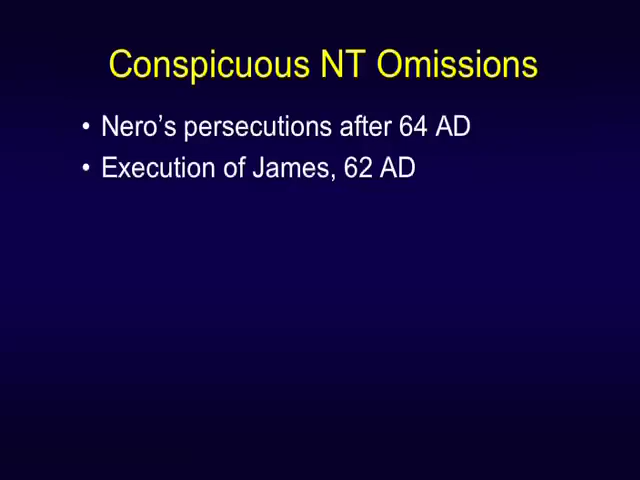 Conspicuous NT Omissions
• Nero’s persecutions after 64 AD
• Execution of James, 62 AD